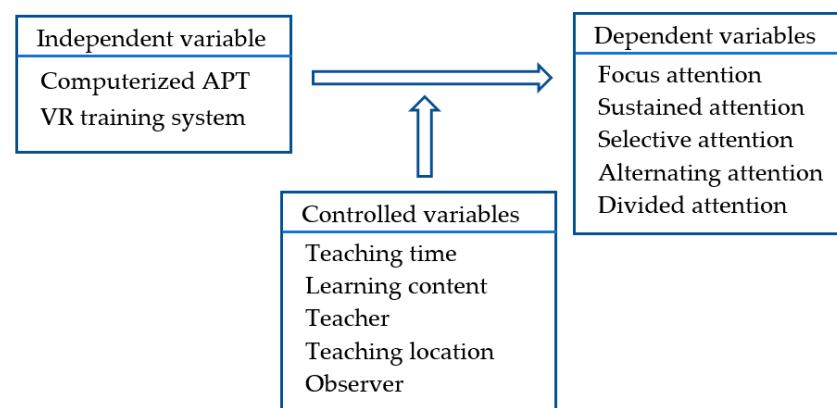 Independent variable
Computerized APT
VR training system
Dependent variables
Focus attention
Sustained attention
Selective attention
Alternating attention
Divided attention
Controlled variables
Teaching time
Learning content
Teacher
Teaching location
Observer